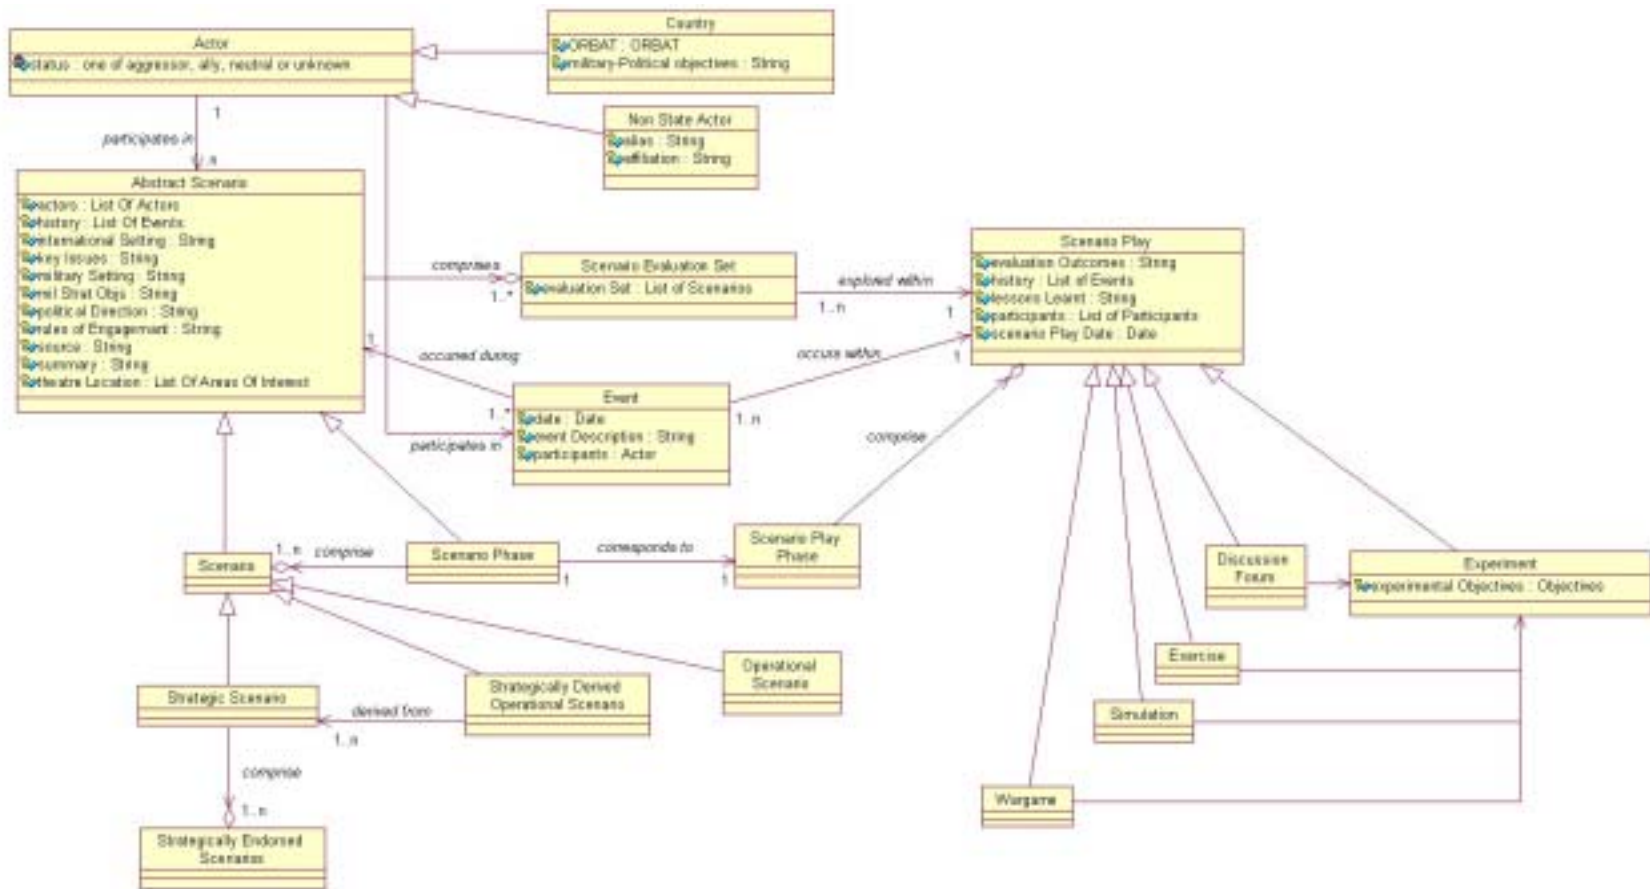 Actor
status : one of aggressor, ally, neutral or unknown
Country
ORBAT : ORBAT
military-Political objectives : String
Non State Actor
alias : String
affiliation : String
1
participates in
n
Abstract Scenario
actors : List Of Actors
history : List Of Events
international Setting : String
key Issues : String
military Setting : String
mil Strat Objs : String
political Direction : String
rules of Engagement : String
source : String
summary : String
theatre Location : List Of Areas Of Interest
comprises
1..*
Scenario Evaluation Set
evaluation Set : List of Scenarios
explored within
1..n
1
Scenario Play
evaluation Outcomes : String
history : List of Events
lessons Learnt : String
participants : List of Participants
scenario Play Date : Date
1
occurred during
1..*
occurs within
1
1..n
Event
date : Date
event Description : String
participants : Actor
participates in
comprise
Scenario
1..n
comprise
Scenario Phase
1
corresponds to
1
Scenario Play
Phase
Discussion
Experiment
experimental Objectives : Objectives
Exercise
Simulation
Wargame
Operational
Scenario
Strategically Derived
Operational Scenario
derived from
1..n
Strategic Scenario
comprise
1..n
Strategically Endorsed
Scenarios